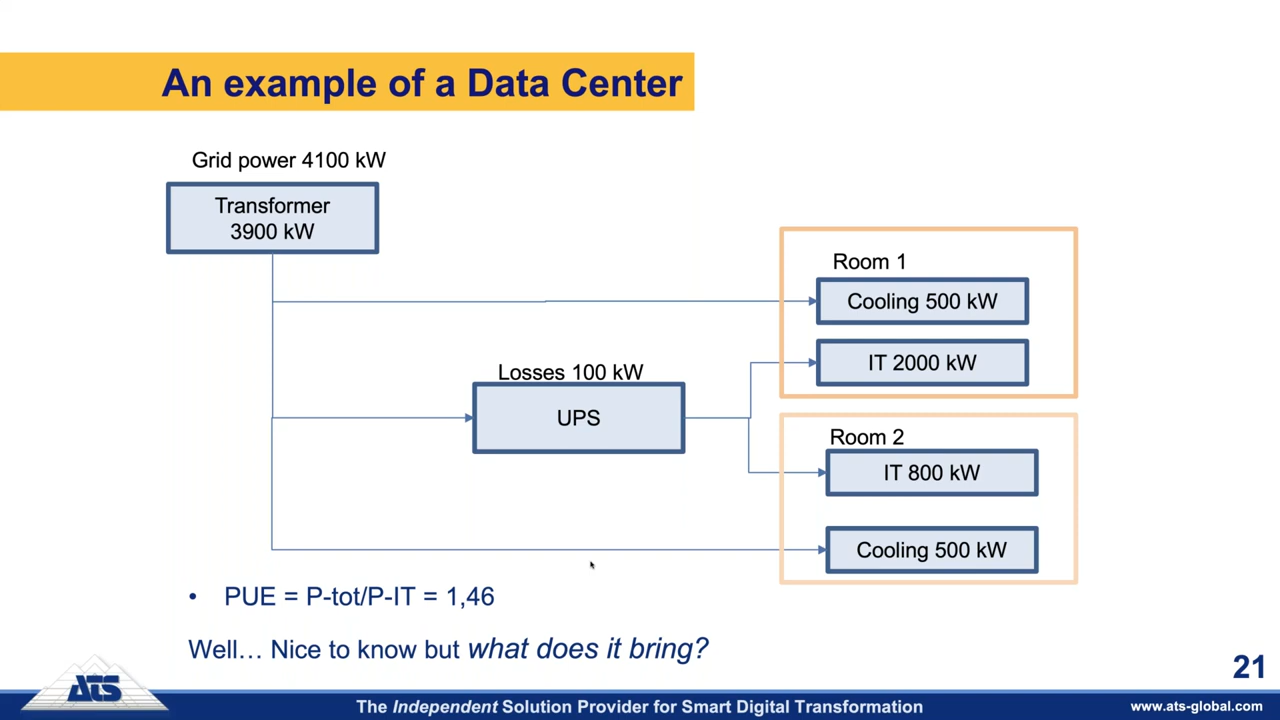 An example of a Data Center
Grid power 4100 kW
Transformer
3900 kW
Room 1
Cooling 500 kW
IT 2000 kW
Losses 100 kW
UPS
Room 2
IT 800 kW
Cooling 500 kW
• PUE = P-tot/P-IT = 1,46
Well… Nice to know but what does it bring?
21
ATS
The Independent Solution Provider for Smart Digital Transformation
www.ats-global.com